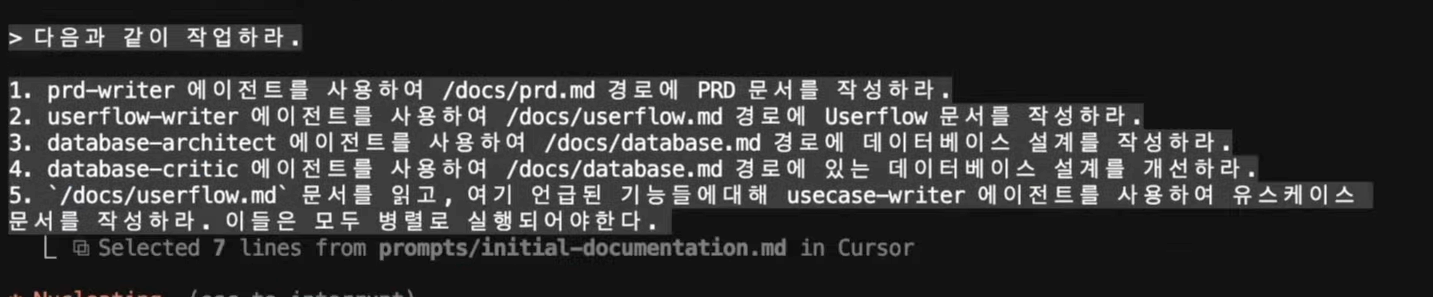 > 다음과 같이 작업하라.
1. prd-writer 에이전트를 사용하여 /docs/prd.md 경로에 PRD 문서를 작성하라.
2. userflow-writer 에이전트를 사용하여 /docs/userflow.md 경로에 Userflow 문서를 작성하라.
3. database-architect 에이전트를 사용하여 /docs/database.md 경로에 데이터베이스 설계를 작성하라.
4. database-critic 에이전트를 사용하여 /docs/database.md 경로에 있는 데이터베이스 설계를 개선하라.
5. `/docs/userflow.md` 문서를 읽고, 여기 언급된 기능들에대해 usecase-writer 에이전트를 사용하여 유스케이스
문서를 작성하라. 이들은 모두 병렬로 실행되어야한다.
Selected 7 lines from prompts/initial-documentation.md in Cursor
* Nucleating… (esc to interrupt)